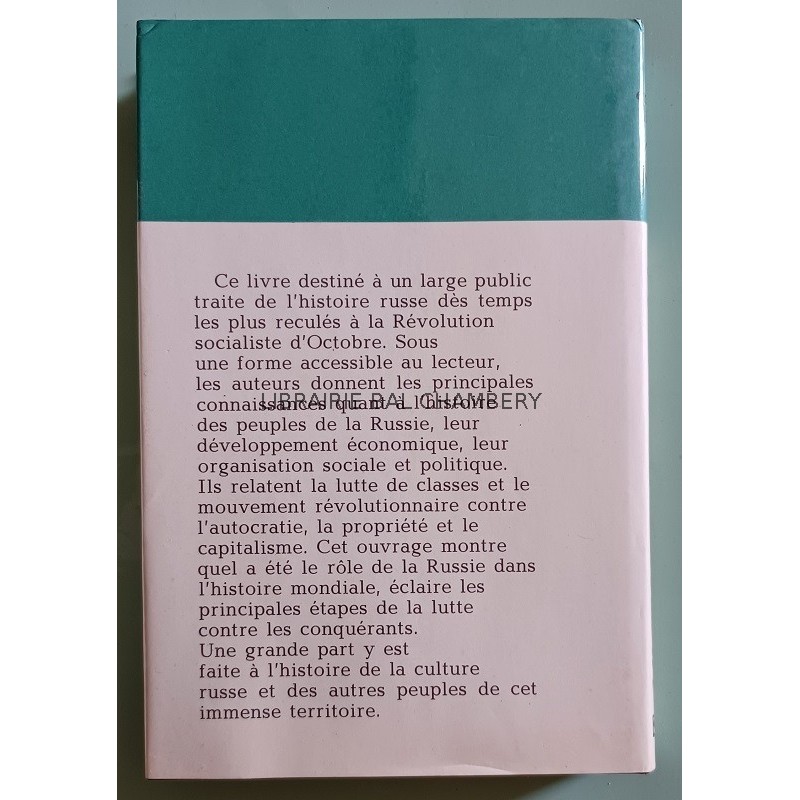 Ce livre destiné à un large public
traite de l'histoire russe dès temps
les plus reculés à la Révolution
socialiste d'Octobre. Sous
une forme accessible au lecteur,
les auteurs donnent les principales
connaissances quant à l'histoire
LIBRAIRIE BAL CHAMBERY
des peuples de la Russie, leur
développement économique, leur
organisation sociale et politique.
Ils relatent la lutte de classes et le
mouvement révolutionnaire contre
l'autocratie, la propriété et le
capitalisme. Cet ouvrage montre
quel a été le rôle de la Russie dans
l'histoire mondiale, éclaire les
principales étapes de la lutte
contre les conquérants.
Une grande part y est
faite à l'histoire de la culture
russe et des autres peuples de cet
immense territoire.